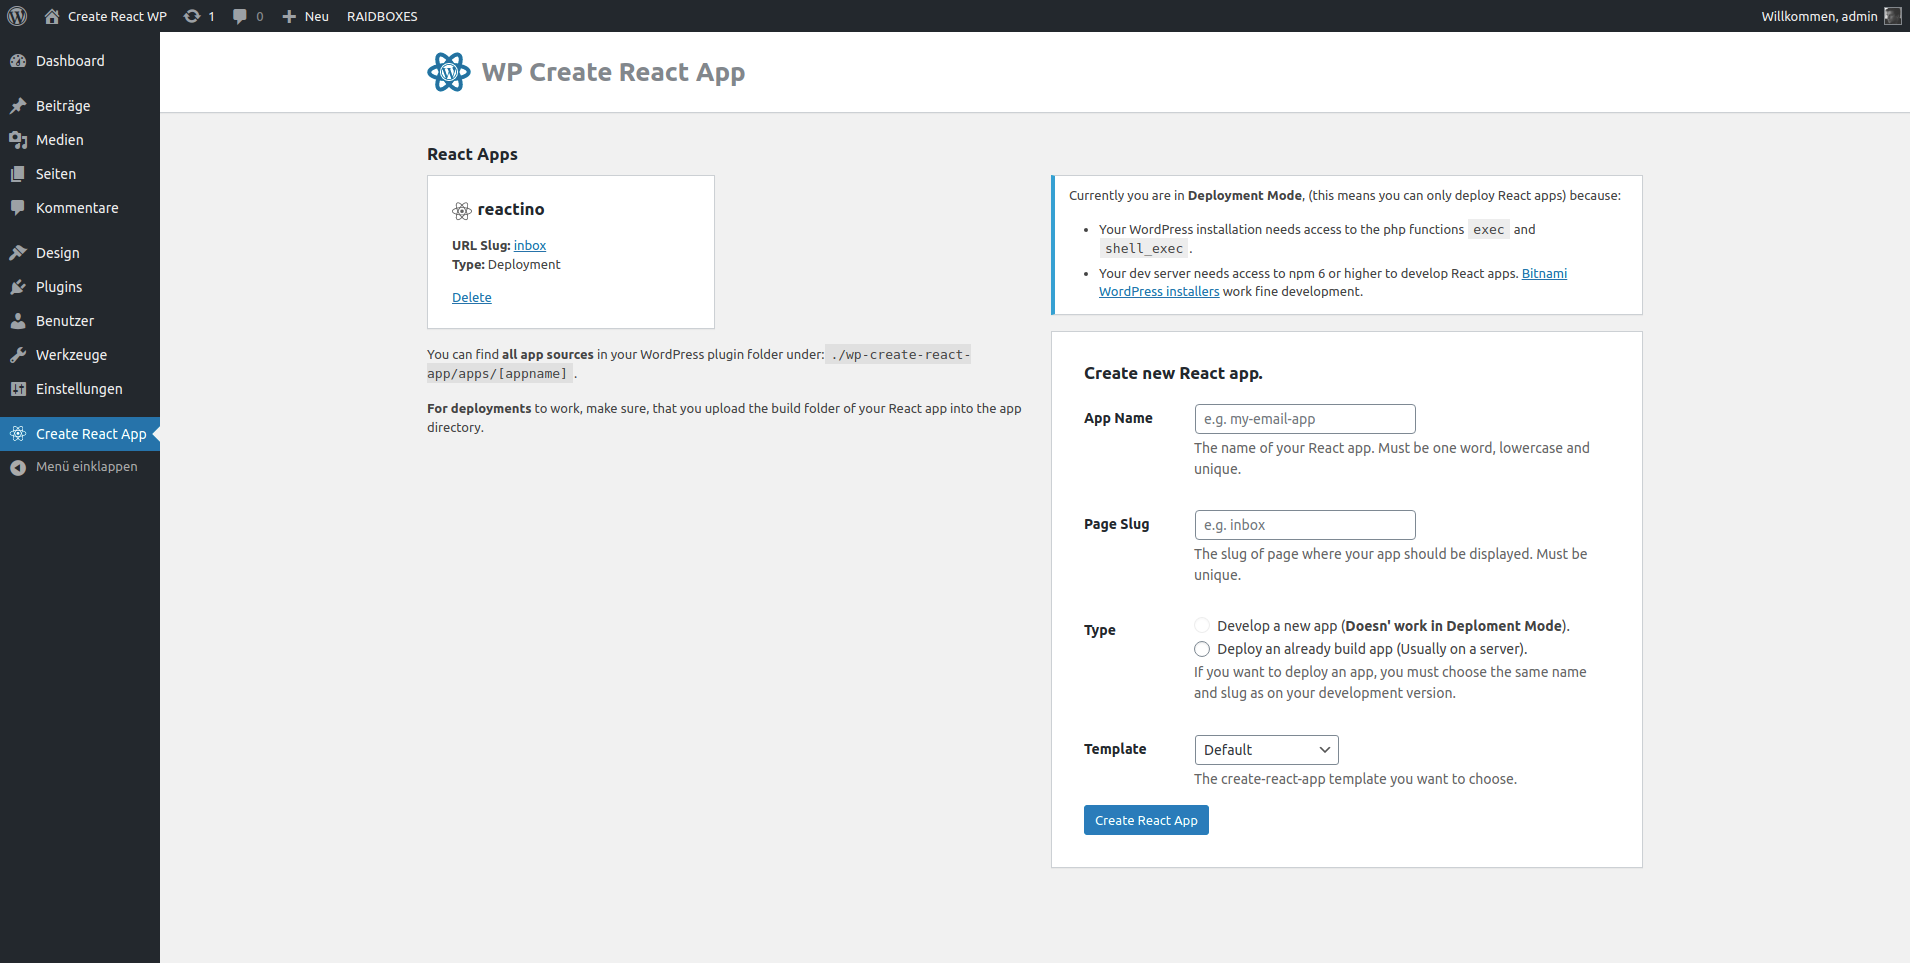 Create React WP 1 0 Neu RAIDBOXES Willkommen, admin
Dashboard
Beiträge
Medien
Seiten
Kommentare
Design
Plugins
Benutzer
Werkzeuge
Einstellungen
Create React App
Menü einklappen
WP Create React App
React Apps
reactino
URL Slug: inbox
Type: Deployment
Delete
You can find all app sources in your WordPress plugin folder under: ./wp-create-react-
app/apps/[appname] .
For deployments to work, make sure, that you upload the build folder of your React app into the app
directory.
Currently you are in Deployment Mode, (this means you can only deploy React apps) because:
• Your WordPress installation needs access to the php functions exec and
shell_exec .
• Your dev server needs access to npm 6 or higher to develop React apps. Bitnami
WordPress installers work fine development.
Create new React app.
App Name e.g. my-email-app
The name of your React app. Must be one word, lowercase and
unique.
Page Slug e.g. inbox
The slug of page where your app should be displayed. Must be
unique.
Type Develop a new app (Doesn' work in Deploment Mode).
Deploy an already build app (Usually on a server).
If you want to deploy an app, you must choose the same name
and slug as on your development version.
Template Default
The create-react-app template you want to choose.
Create React App